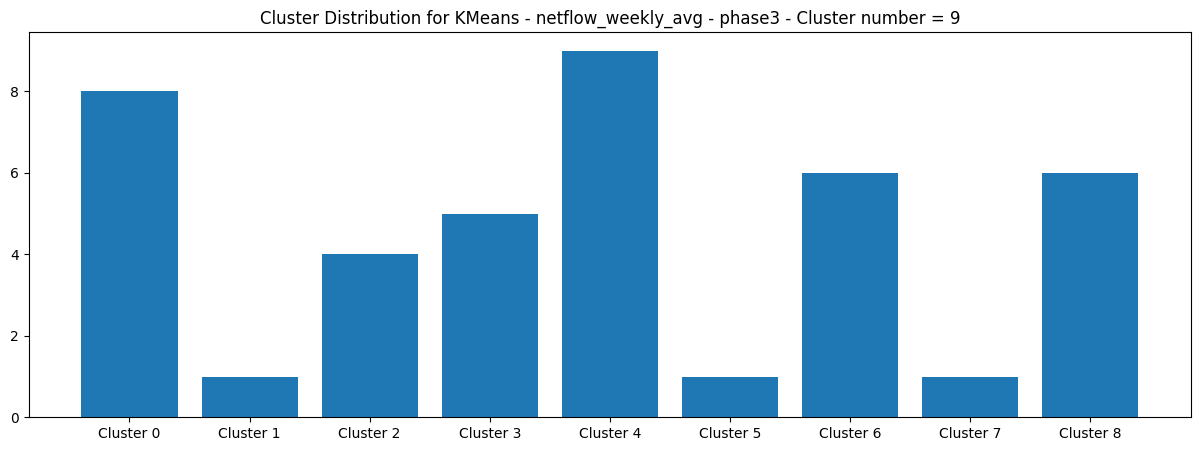 Cluster Distribution for KMeans - netflow_weekly_avg - phase3 - Cluster number = 9
8
6
4
2
0
Cluster 0 Cluster 1 Cluster 2 Cluster 3 Cluster 4 Cluster 5 Cluster 6 Cluster 7 Cluster 8